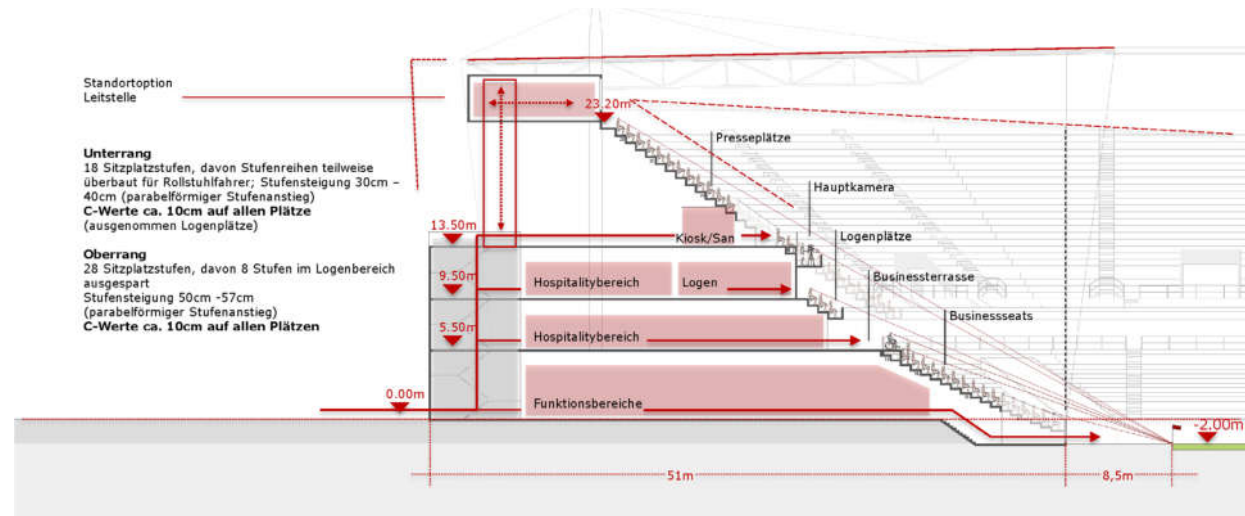 Standortoption
Leitstelle
23.20m
Presseplätze
Unterrang
18 Sitzplatzstufen, davon Stufenreihen teilweise
überbaut für Rollstuhlfahrer; Stufensteigung 30cm –
40cm (parabelförmiger Stufenanstieg)
C-Werte ca. 10cm auf allen Plätze
(ausgenommen Logenplätze)
Hauptkamera
13.50m
Kiosk/San
Logenplätze
Oberrang
28 Sitzplatzstufen, davon 8 Stufen im Logenbereich
ausgespart
Stufensteigung 50cm -57cm
(parabelförmiger Stufenanstieg)
C-Werte ca. 10cm auf allen Plätzen
9.50m
Hospitalitybereich
Logen
Businessterrasse
5.50m
Hospitalitybereich
Businessseats
0.00m
Funktionsbereiche
-2.00m
51m
8,5m